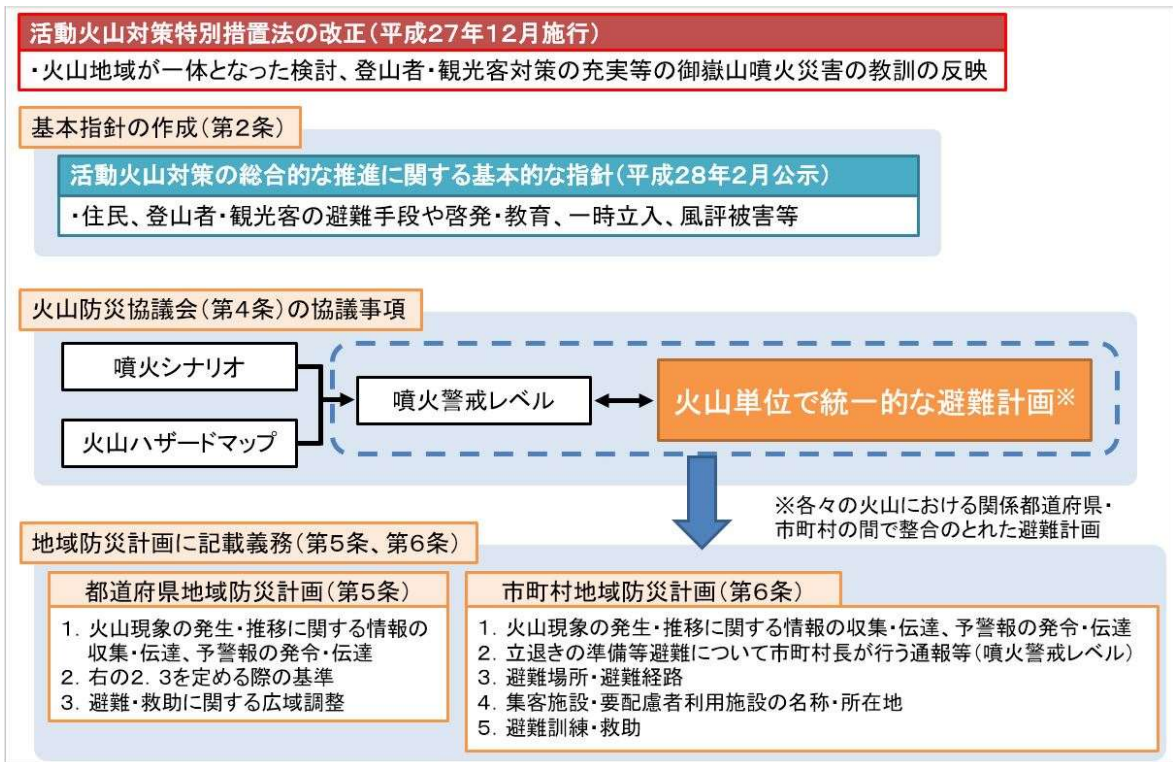 活動火山対策特別措置法の改正(平成27年12月施行)
・火山地域が一体となった検討、登山者・観光客対策の充実等の御嶽山噴火災害の教訓の反映
基本指針の作成(第2条)
活動火山対策の総合的な推進に関する基本的な指針(平成28年2月公示)
・住民、登山者・観光客の避難手段や啓発・教育、一時立入、風評被害等
火山防災協議会(第4条)の協議事項
噴火シナリオ
火山ハザードマップ
噴火警戒レベル
火山単位で統一的な避難計画※
※各々の火山における関係都道府県・
市町村の間で整合のとれた避難計画
地域防災計画に記載義務(第5条、第6条)
都道府県地域防災計画(第5条)
1. 火山現象の発生・推移に関する情報の
収集・伝達、予警報の発令・伝達
2. 右の2. 3を定める際の基準
3. 避難・救助に関する広域調整
市町村地域防災計画(第6条)
1. 火山現象の発生・推移に関する情報の収集・伝達、予警報の発令・伝達
2. 立退きの準備等避難について市町村長が行う通報等(噴火警戒レベル)
3. 避難場所・避難経路
4. 集客施設・要配慮者利用施設の名称・所在地
5. 避難訓練・救助